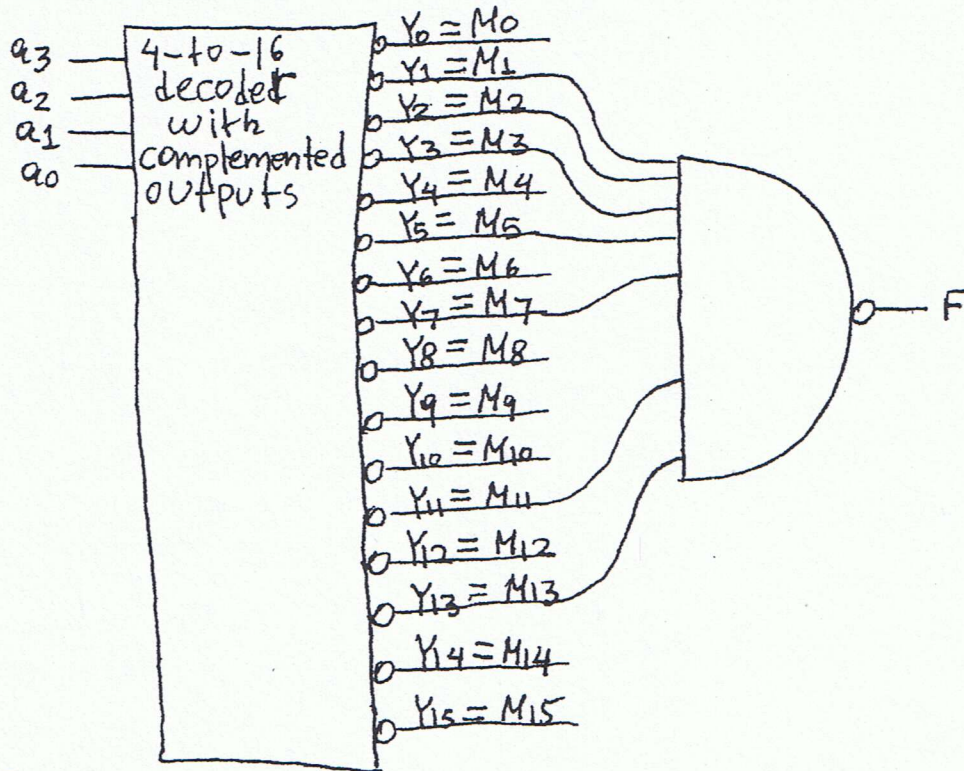 a3
a2
a1
a0
4-to-16
decoder
with
complemented
outputs
Y0 = M0
Y1 = M1
Y2 = M2
Y3 = M3
Y4 = M4
Y5 = M5
Y6 = M6
Y7 = M7
Y8 = M8
Y9 = M9
Y10 = M10
Y11 = M11
Y12 = M12
Y13 = M13
Y14 = M14
Y15 = M15
F